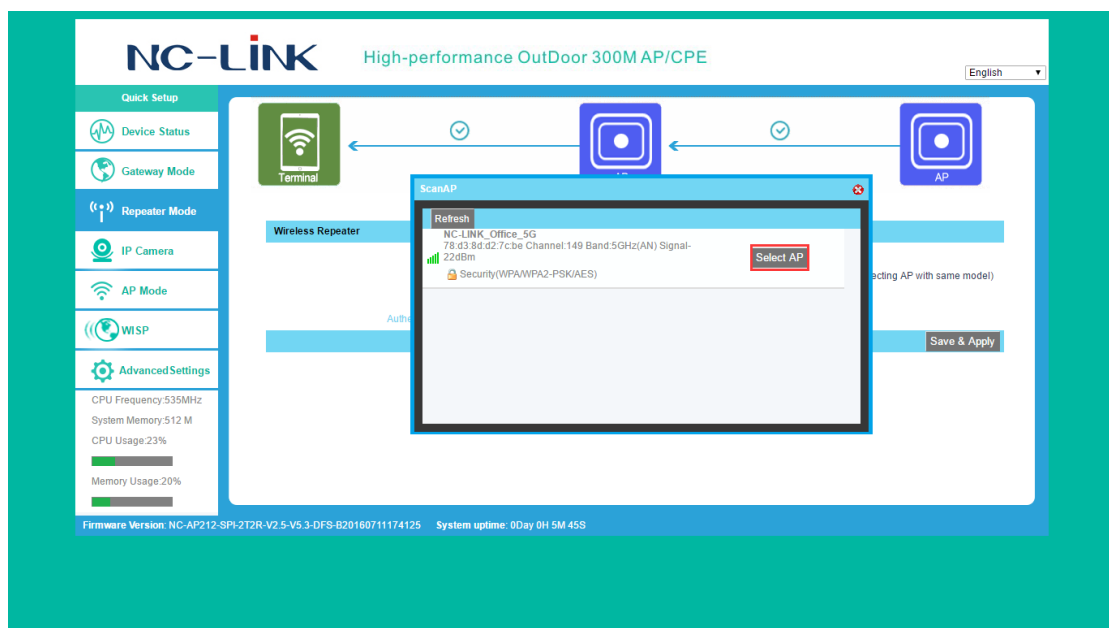 NC-LINK
High-performance OutDoor 300M AP/CPE
English
Quick Setup
Device Status
Gateway Mode
Repeater Mode
IP Camera
AP Mode
WISP
Advanced Settings
CPU Frequency:535MHz
System Memory:512 M
CPU Usage:23%
Memory Usage:20%
Terminal
AP
Wireless Repeater
ScanAP
Refresh
NC-LINK_Office_5G
78:d3:8d:d2:7c:be Channel:149 Band:5GHz(AN) Signal-
22dBm
Security(WPA/WPA2-PSK/AES)
Select AP
ecting AP with same model)
Authe
Save & Apply
Firmware Version: NC-AP212-SPI-2T2R-V2.5-V5.3-DFS-B20160711174125 System uptime: 0Day 0H 5M 45S